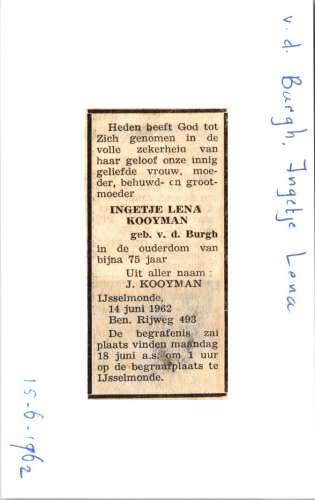 v.d. Burgh, Ingetje Lena
Heden heeft God tot
Zich genomen in de
volle zekerheid van
haar geloof onze innig
geliefde vrouw, moe-
der, behuwd- en groot-
moeder
INGETJE LENA
KOOYMAN
geb. v. d. Burgh
in de ouderdom van
bijna 75 jaar
Uit aller naam :
J. KOOYMAN
IJsselmonde,
14 juni 1962
Ben. Rijweg 493
De begrafenis zal
plaats vinden maandag
18 juni a.s. om 1 uur
op de begraafplaats te
IJsselmonde.
15-6-1962